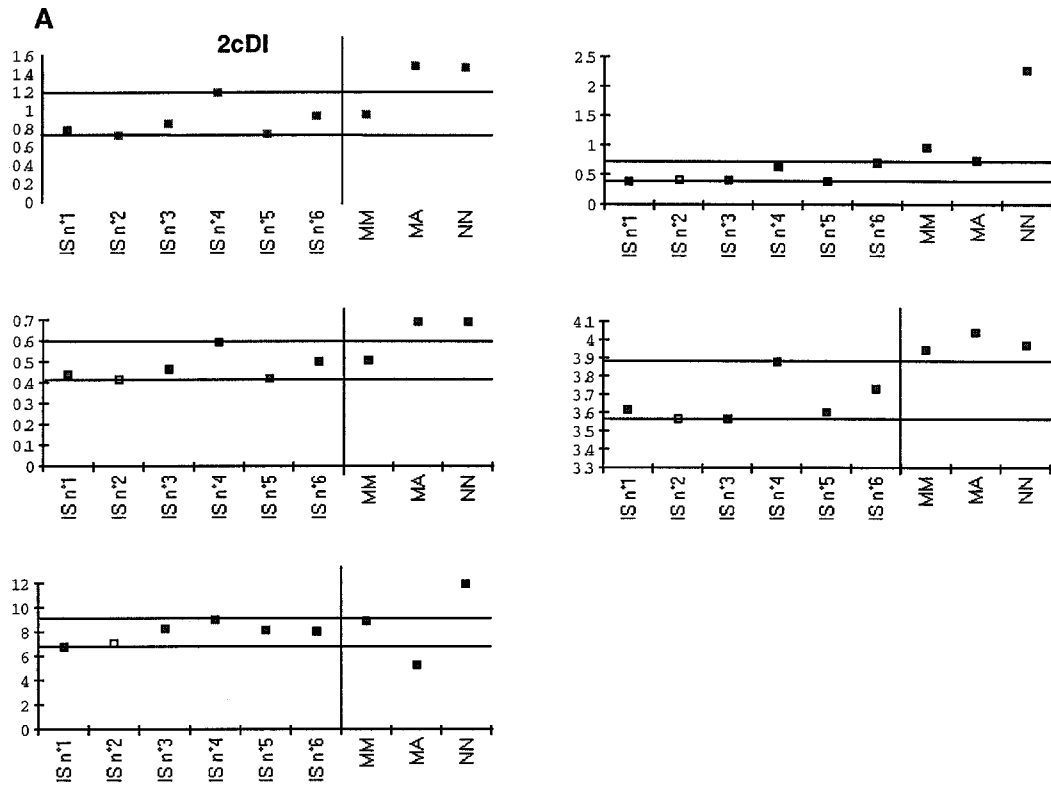 A
2cDI
1.6
1.4
1.2
1
0.8
0.6
0.4
0.2
0
IS n°1
IS n°2
IS n°3
IS n°4
IS n°5
IS n°6
MM
MA
NN
2.5
2
1.5
1
0.5
0
IS n°1
IS n°2
IS n°3
IS n°4
IS n°5
IS n°6
MM
MA
NN
0.7
0.6
0.5
0.4
0.3
0.2
0.1
0
IS n°1
IS n°2
IS n°3
IS n°4
IS n°5
IS n°6
MM
MA
NN
4.1
4
3.9
3.8
3.7
3.6
3.5
3.4
3.3
IS n°1
IS n°2
IS n°3
IS n°4
IS n°5
IS n°6
MM
MA
NN
12
10
8
6
4
2
0
IS n°1
IS n°2
IS n°3
IS n°4
IS n°5
IS n°6
MM
MA
NN